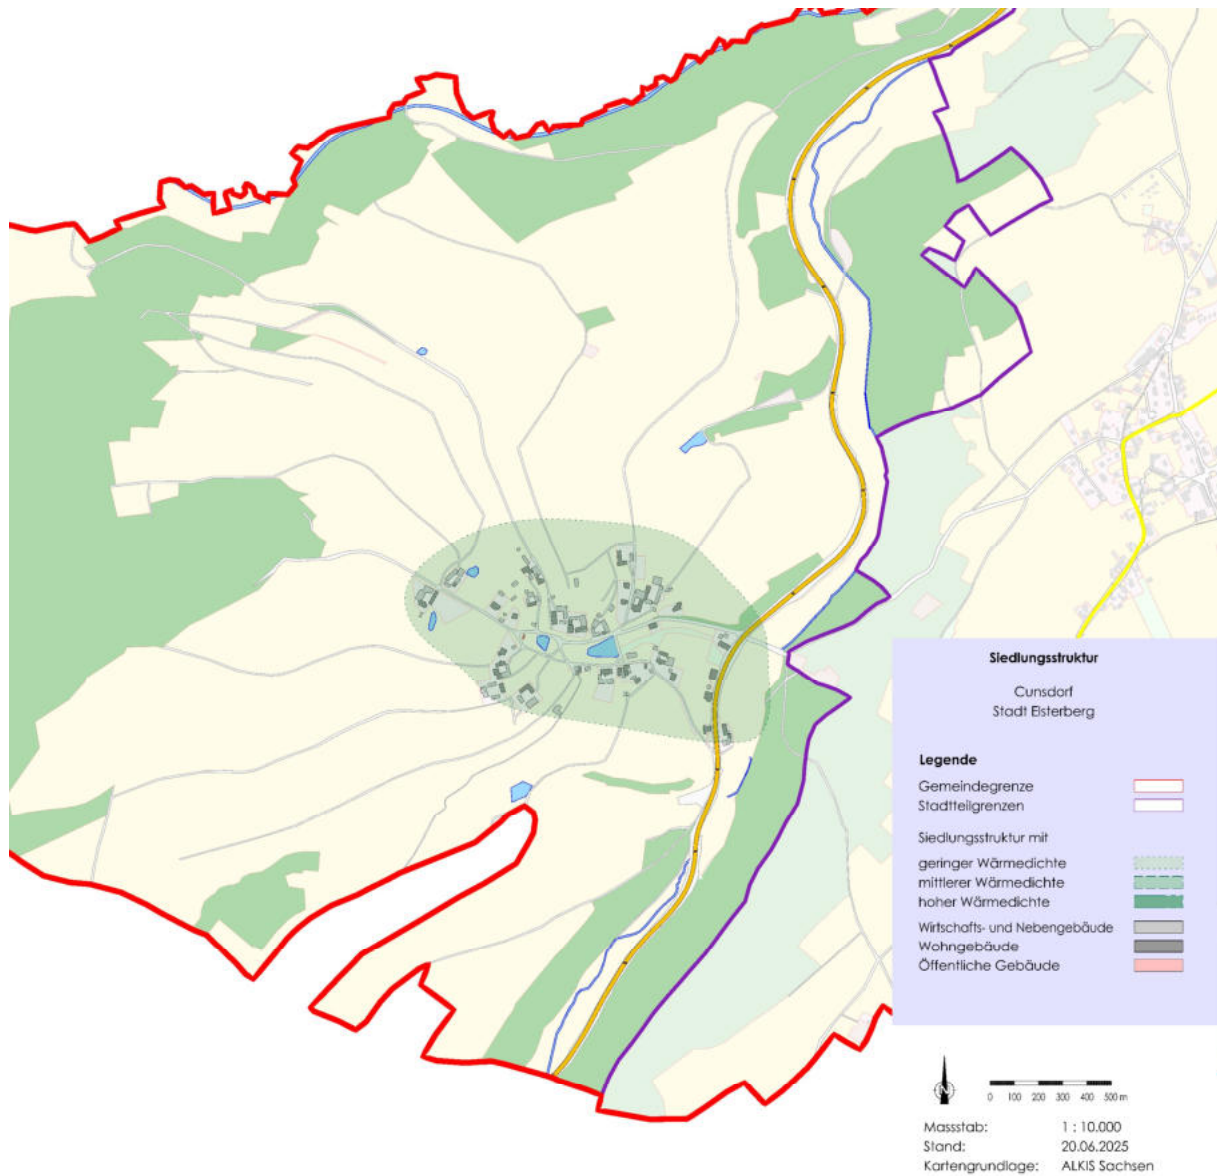 Siedlungsstruktur
Cunsdorf
Stadt Elsterberg
Legende
Gemeindegrenze
Stadtteilgrenzen
Siedlungsstruktur mit
geringer Wärmedichte
mittlerer Wärmedichte
hoher Wärmedichte
Wirtschafts- und Nebengebäude
Wohngebäude
Öffentliche Gebäude
N
0 100 200 300 400 500 m
Massstab: 1 : 10.000
Stand: 20.06.2025
Kartengrundlage: ALKIS Sachsen